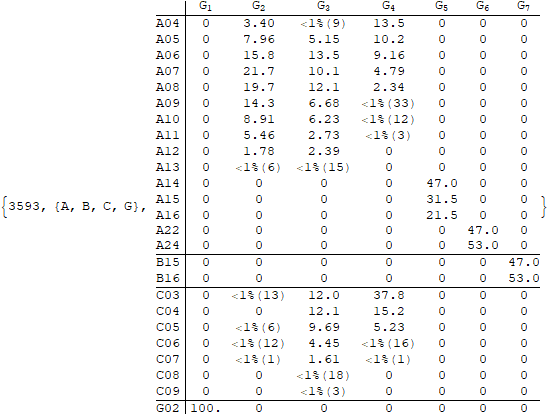 G1 G2 G3 G4 G5 G6 G7
A04 0 3.40 <1%(9) 13.5 0 0 0
A05 0 7.96 5.15 10.2 0 0 0
A06 0 15.8 13.5 9.16 0 0 0
A07 0 21.7 10.1 4.79 0 0 0
A08 0 19.7 12.1 2.34 0 0 0
A09 0 14.3 6.68 <1%(33) 0 0 0
A10 0 8.91 6.23 <1%(12) 0 0 0
A11 0 5.46 2.73 <1%(3) 0 0 0
A12 0 1.78 2.39 0 0 0 0
A13 0 <1%(6) <1%(15) 0 0 0 0
A14 0 0 0 0 47.0 0 0
{3593, {A, B, C, G}, A15 0 0 0 0 31.5 0 0 }
A16 0 0 0 0 21.5 0 0
A22 0 0 0 0 0 47.0 0
A24 0 0 0 0 0 53.0 0
B15 0 0 0 0 0 0 47.0
B16 0 0 0 0 0 0 53.0
C03 0 <1%(13) 12.0 37.8 0 0 0
C04 0 0 12.1 15.2 0 0 0
C05 0 <1%(6) 9.69 5.23 0 0 0
C06 0 <1%(12) 4.45 <1%(16) 0 0 0
C07 0 <1%(1) 1.61 <1%(1) 0 0 0
C08 0 0 <1%(18) 0 0 0 0
C09 0 0 <1%(3) 0 0 0 0
G02 100. 0 0 0 0 0 0